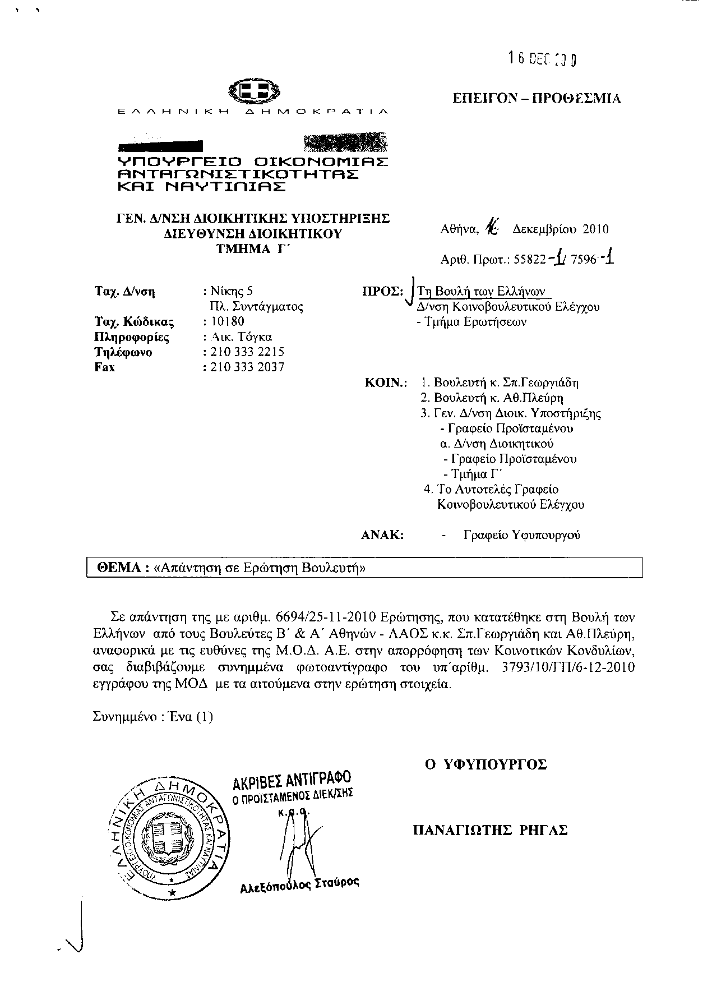 ΕΠΕΙΓΟΝ – ΠΡΟΘΕΣΜΙΑ
ΕΛΛΗΝΙΚΗ ΔΗΜΟΚΡΑΤΙΑ
ΥΠΟΥΡΓΕΙΟ ΟΙΚΟΝΟΜΙΑΣ
ΑΝΤΑΓΩΝΙΣΤΙΚΟΤΗΤΑΣ
ΚΑΙ ΝΑΥΤΙΛΙΑΣ
ΓΕΝ. Δ/ΝΣΗ ΔΙΟΙΚΗΤΙΚΗΣ ΥΠΟΣΤΗΡΙΞΗΣ
ΔΙΕΥΘΥΝΣΗ ΔΙΟΙΚΗΤΙΚΟΥ
ΤΜΗΜΑ Γ΄
Αθήνα, 16 Δεκεμβρίου 2010
Αριθ. Πρωτ.: 55822-1/ 7596-1
Ταχ. Δ/νση : Νίκης 5
Πλ. Συντάγματος
Ταχ. Κώδικας : 10180
Πληροφορίες : Αικ. Τόγκα
Τηλέφωνο : 210 333 2215
Fax : 210 333 2037
ΠΡΟΣ: Τη Βουλή των Ελλήνων
Δ/νση Κοινοβουλευτικού Ελέγχου
- Τμήμα Ερωτήσεων
ΚΟΙΝ.: 1. Βουλευτή κ. Σπ.Γεωργιάδη
2. Βουλευτή κ. Αθ.Πλεύρη
3. Γεν. Δ/νση Διοικ. Υποστήριξης
- Γραφείο Προϊσταμένου
α. Δ/νση Διοικητικού
- Γραφείο Προϊσταμένου
- Τμήμα Γ΄
4. Το Αυτοτελές Γραφείο
Κοινοβουλευτικού Ελέγχου
ΑΝΑΚ: - Γραφείο Υφυπουργού
ΘΕΜΑ : «Απάντηση σε Ερώτηση Βουλευτή»
Σε απάντηση της με αριθμ. 6694/25-11-2010 Ερώτησης, που κατατέθηκε στη Βουλή των
Ελλήνων από τους Βουλεύτες Β΄ & Α΄ Αθηνών - ΛΑΟΣ κ.κ. Σπ.Γεωργιάδη και Αθ.Πλεύρη,
αναφορικά με τις ευθύνες της Μ.Ο.Δ. Α.Ε. στην απορρόφηση των Κοινοτικών Κονδυλίων,
σας διαβιβάζουμε συνημμένα φωτοαντίγραφο του υπ΄αρίθμ. 3793/10/ΓΠ/6-12-2010
εγγράφου της ΜΟΔ με τα αιτούμενα στην ερώτηση στοιχεία.
Συνημμένο : Ένα (1)
Ο ΥΦΥΠΟΥΡΓΟΣ
ΠΑΝΑΓΙΩΤΗΣ ΡΗΓΑΣ
ΑΚΡΙΒΕΣ ΑΝΤΙΓΡΑΦΟ
Ο ΠΡΟΪΣΤΑΜΕΝΟΣ ΔΙΕΚ/ΣΗΣ
κ.α.α.
Αλεξόπουλος Σταύρος
ΕΛΛΗΝΙΚΗ ΔΗΜΟΚΡΑΤΙΑ
ΥΠΟΥΡΓΕΙΟ ΟΙΚΟΝΟΜΙΑΣ ΑΝΤΑΓΩΝΙΣΤΙΚΟΤΗΤΑΣ ΚΑΙ ΝΑΥΤΙΛΙΑΣ